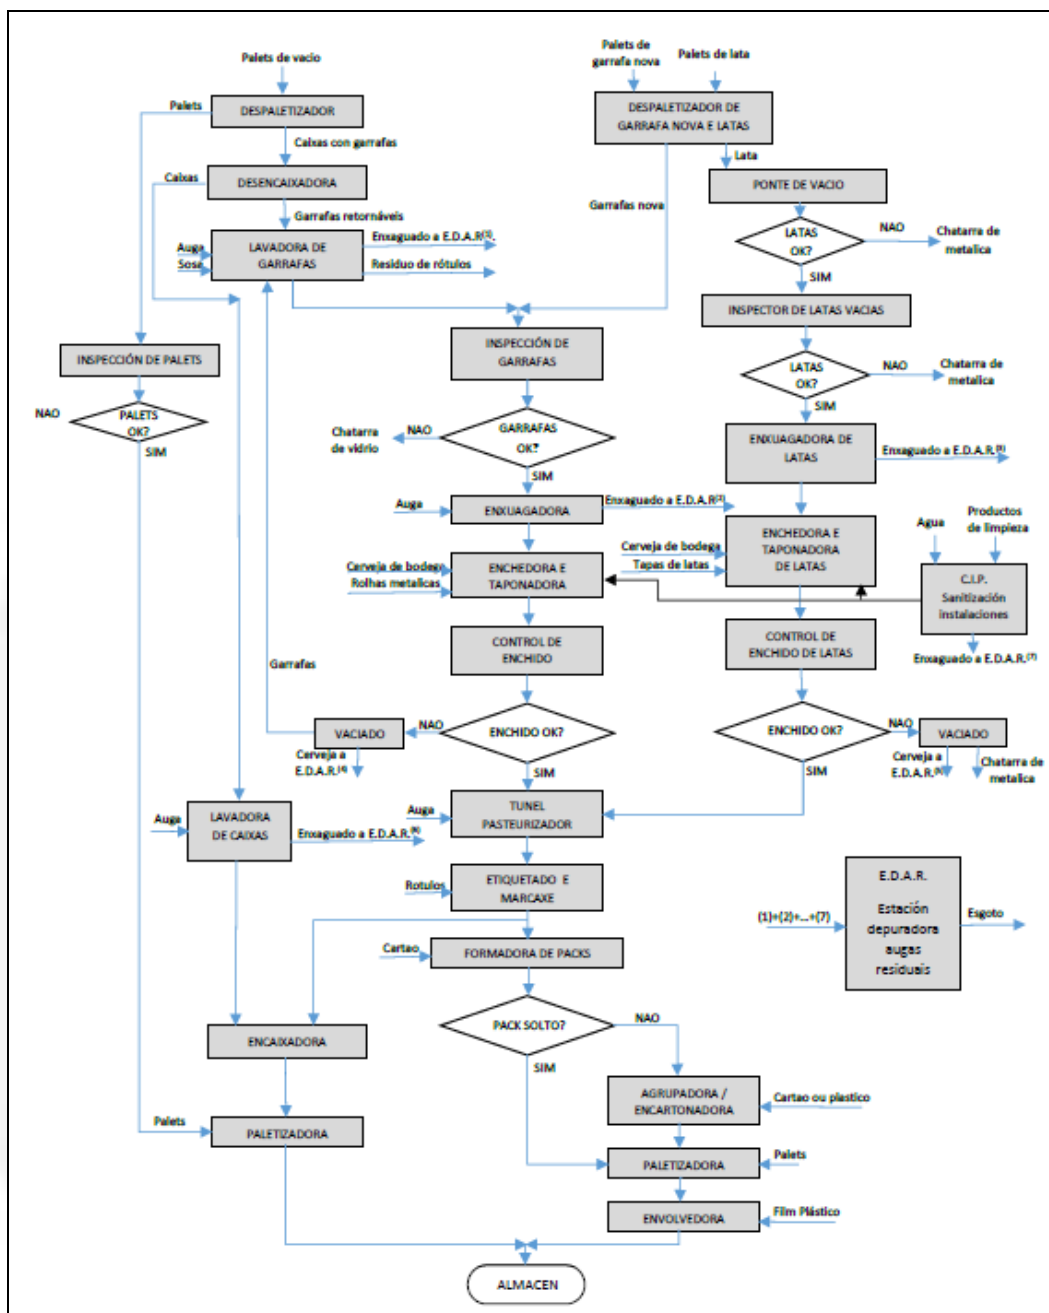 Palets de vacio
Palets de
garrafa nova
Palets de lata
Palets
DESPALETIZADOR
DESPALETIZADOR DE
GARRAFA NOVA E LATAS
Caixas con garrafas
Lata
Caixas
DESENCAIXADORA
PONTE DE VACIO
Garrafas nova
Garrafas retornáveis
Auga
Sosa
LAVADORA DE
GARRAFAS
Enxaguado a E.D.A.R(1).
Residuo de rótulos
LATAS
OK?
NAO
Chatarra de
metalica
SIM
INSPECTOR DE LATAS VACIAS
INSPECCIÓN DE PALETS
INSPECCIÓN DE
GARRAFAS
LATAS
OK?
NAO
Chatarra de
metalica
SIM
NAO
PALETS
OK?
SIM
Chatarra
de vidrio
NAO
GARRAFAS
OK?
SIM
ENXUAGADORA DE
LATAS
Enxaguado a E.D.A.R.
Auga
ENXUAGADORA
Enxaguado a E.D.A.R(2)
Agua
Productos
de limpieza
Cerveja de bodega
Rolhas metalicas
ENCHEDORA E
TAPONADORA
Cerveja de bodega
Tapas de latas
ENCHEDORA E
TAPONADORA
DE LATAS
C.I.P.
Sanitización
instalaciones
Enxaguado a E.D.A.R.(7)
Garrafas
CONTROL DE
ENCHIDO
CONTROL DE
ENCHIDO DE LATAS
VACIADO
NAO
ENCHIDO OK?
SIM
Cerveja a
E.D.A.R.(4)
ENCHIDO OK?
NAO
VACIADO
SIM
Cerveja a
E.D.A.R.(5)
Chatarra de
metalica
Auga
LAVADORA
DE CAIXAS
Enxaguado a E.D.A.R.(6)
Auga
TUNEL
PASTEURIZADOR
Rotulos
ETIQUETADO E
MARCAXE
E.D.A.R.
Estación
depuradora
augas
residuais
(1)+(2)+...+(7)
Esgoto
Cartao
FORMADORA DE PACKS
PACK SOLTO?
NAO
SIM
ENCAIXADORA
AGRUPADORA /
ENCARTONADORA
Cartao ou plastico
Palets
PALETIZADORA
PALETIZADORA
Palets
ENVOLVEDORA
Film Plástico
ALMACEN